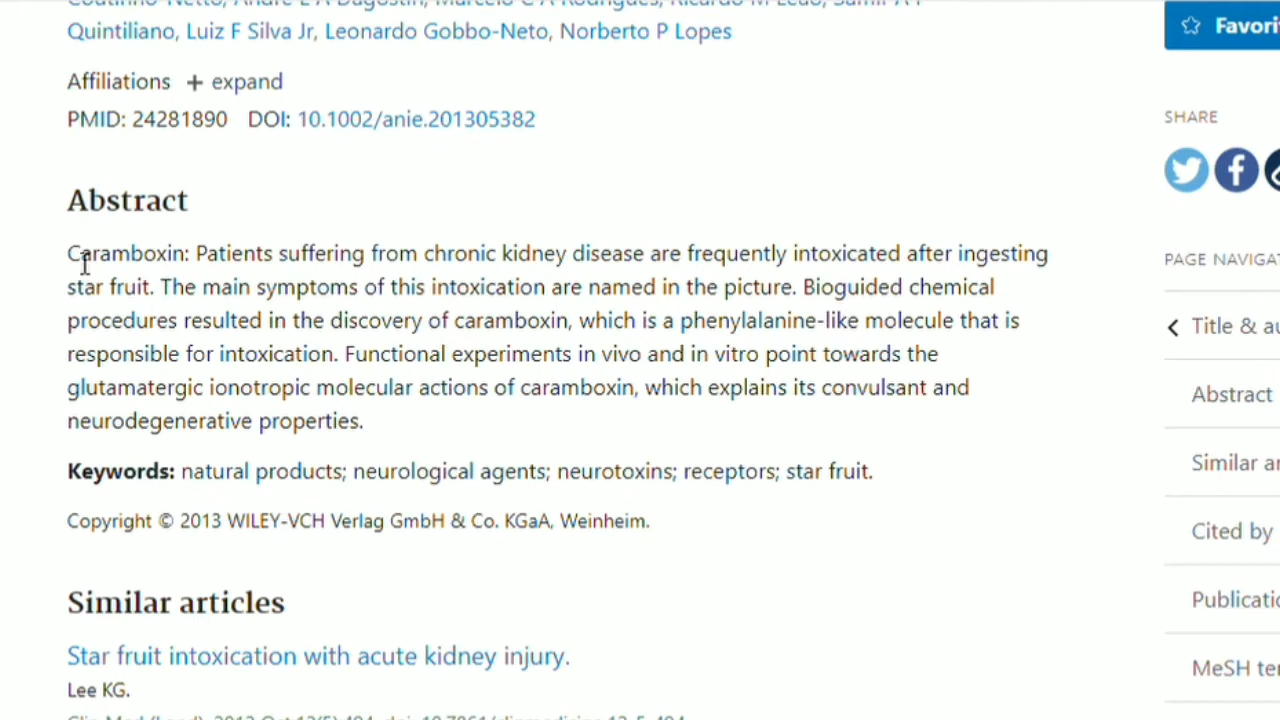 Quintiliano, Luiz F Silva Jr, Leonardo Gobbo-Neto, Norberto P Lopes
Affiliations + expand
PMID: 24281890 DOI: 10.1002/anie.201305382
Abstract
Caramboxin: Patients suffering from chronic kidney disease are frequently intoxicated after ingesting
star fruit. The main symptoms of this intoxication are named in the picture. Bioguided chemical
procedures resulted in the discovery of caramboxin, which is a phenylalanine-like molecule that is
responsible for intoxication. Functional experiments in vivo and in vitro point towards the
glutamatergic ionotropic molecular actions of caramboxin, which explains its convulsant and
neurodegenerative properties.
Keywords: natural products; neurological agents; neurotoxins; receptors; star fruit.
Copyright © 2013 WILEY-VCH Verlag GmbH & Co. KGaA, Weinheim.
Similar articles
Star fruit intoxication with acute kidney injury.
Lee KG.
Favori
SHARE
PAGE NAVIGAT
Title & au
Abstract
Similar ar
Cited by
Publicatio
MeSH ter